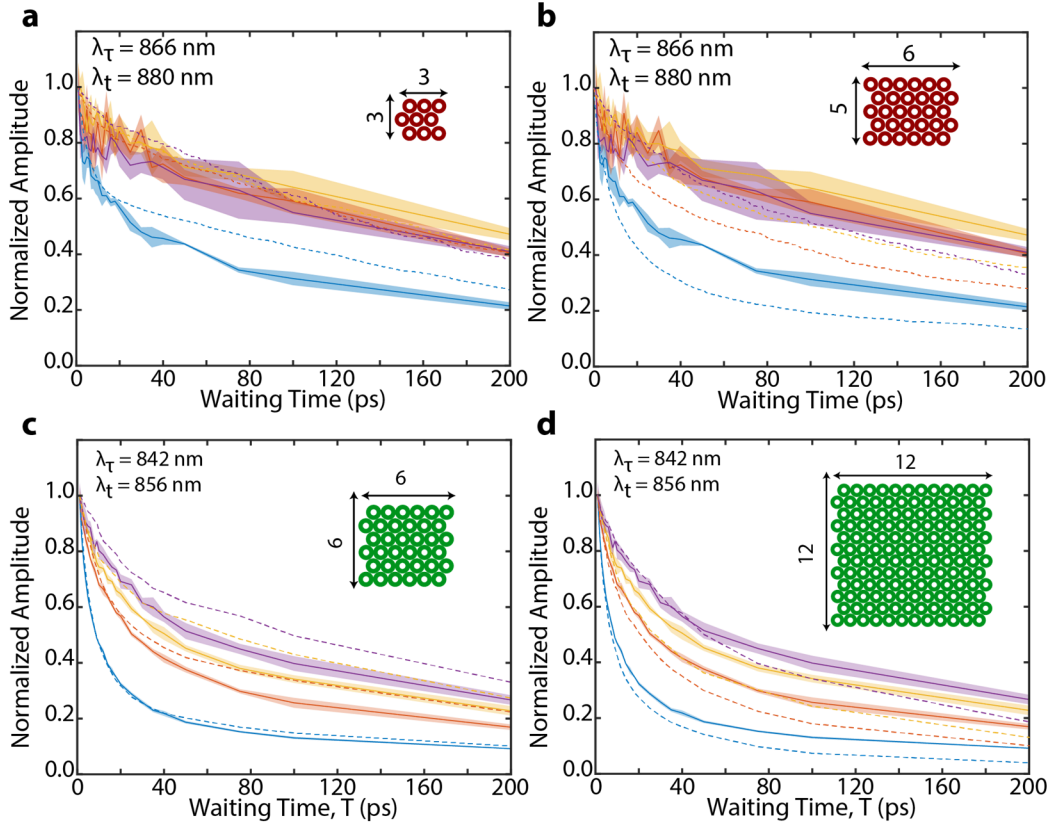 a
λτ = 866 nm
λt = 880 nm
3
3
Normalized Amplitude
1.0
0.8
0.6
0.4
0.2
0.0
0 40 80 120 160 200
Waiting Time (ps)
b
λτ = 866 nm
λt = 880 nm
6
5
Normalized Amplitude
1.0
0.8
0.6
0.4
0.2
0.0
0 40 80 120 160 200
Waiting Time (ps)
c
λτ = 842 nm
λt = 856 nm
6
6
Normalized Amplitude
1.0
0.8
0.6
0.4
0.2
0.0
0 40 80 120 160 200
Waiting Time, T (ps)
d
λτ = 842 nm
λt = 856 nm
12
12
Normalized Amplitude
1.0
0.8
0.6
0.4
0.2
0.0
0 40 80 120 160 200
Waiting Time, T (ps)